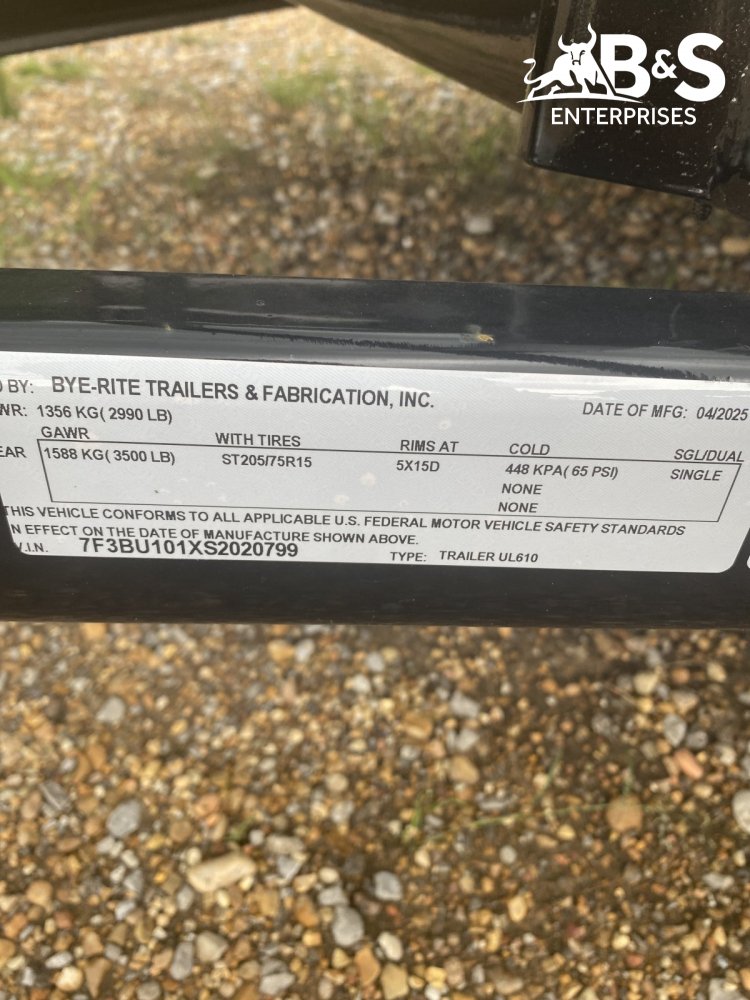 B&S
ENTERPRISES
BY: BYE-RITE TRAILERS & FABRICATION, INC.
WR: 1356 KG( 2990 LB)
DATE OF MFG: 04/2025
GAWR WITH TIRES RIMS AT COLD SGL/DUAL
EAR 1588 KG( 3500 LB) ST205/75R15 5X15D 448 KPA( 65 PSI) SINGLE
NONE
NONE
THIS VEHICLE CONFORMS TO ALL APPLICABLE U.S. FEDERAL MOTOR VEHICLE SAFETY STANDARDS
N EFFECT ON THE DATE OF MANUFACTURE SHOWN ABOVE.
V.I.N. 7F3BU101XS2020799 TYPE: TRAILER UL610